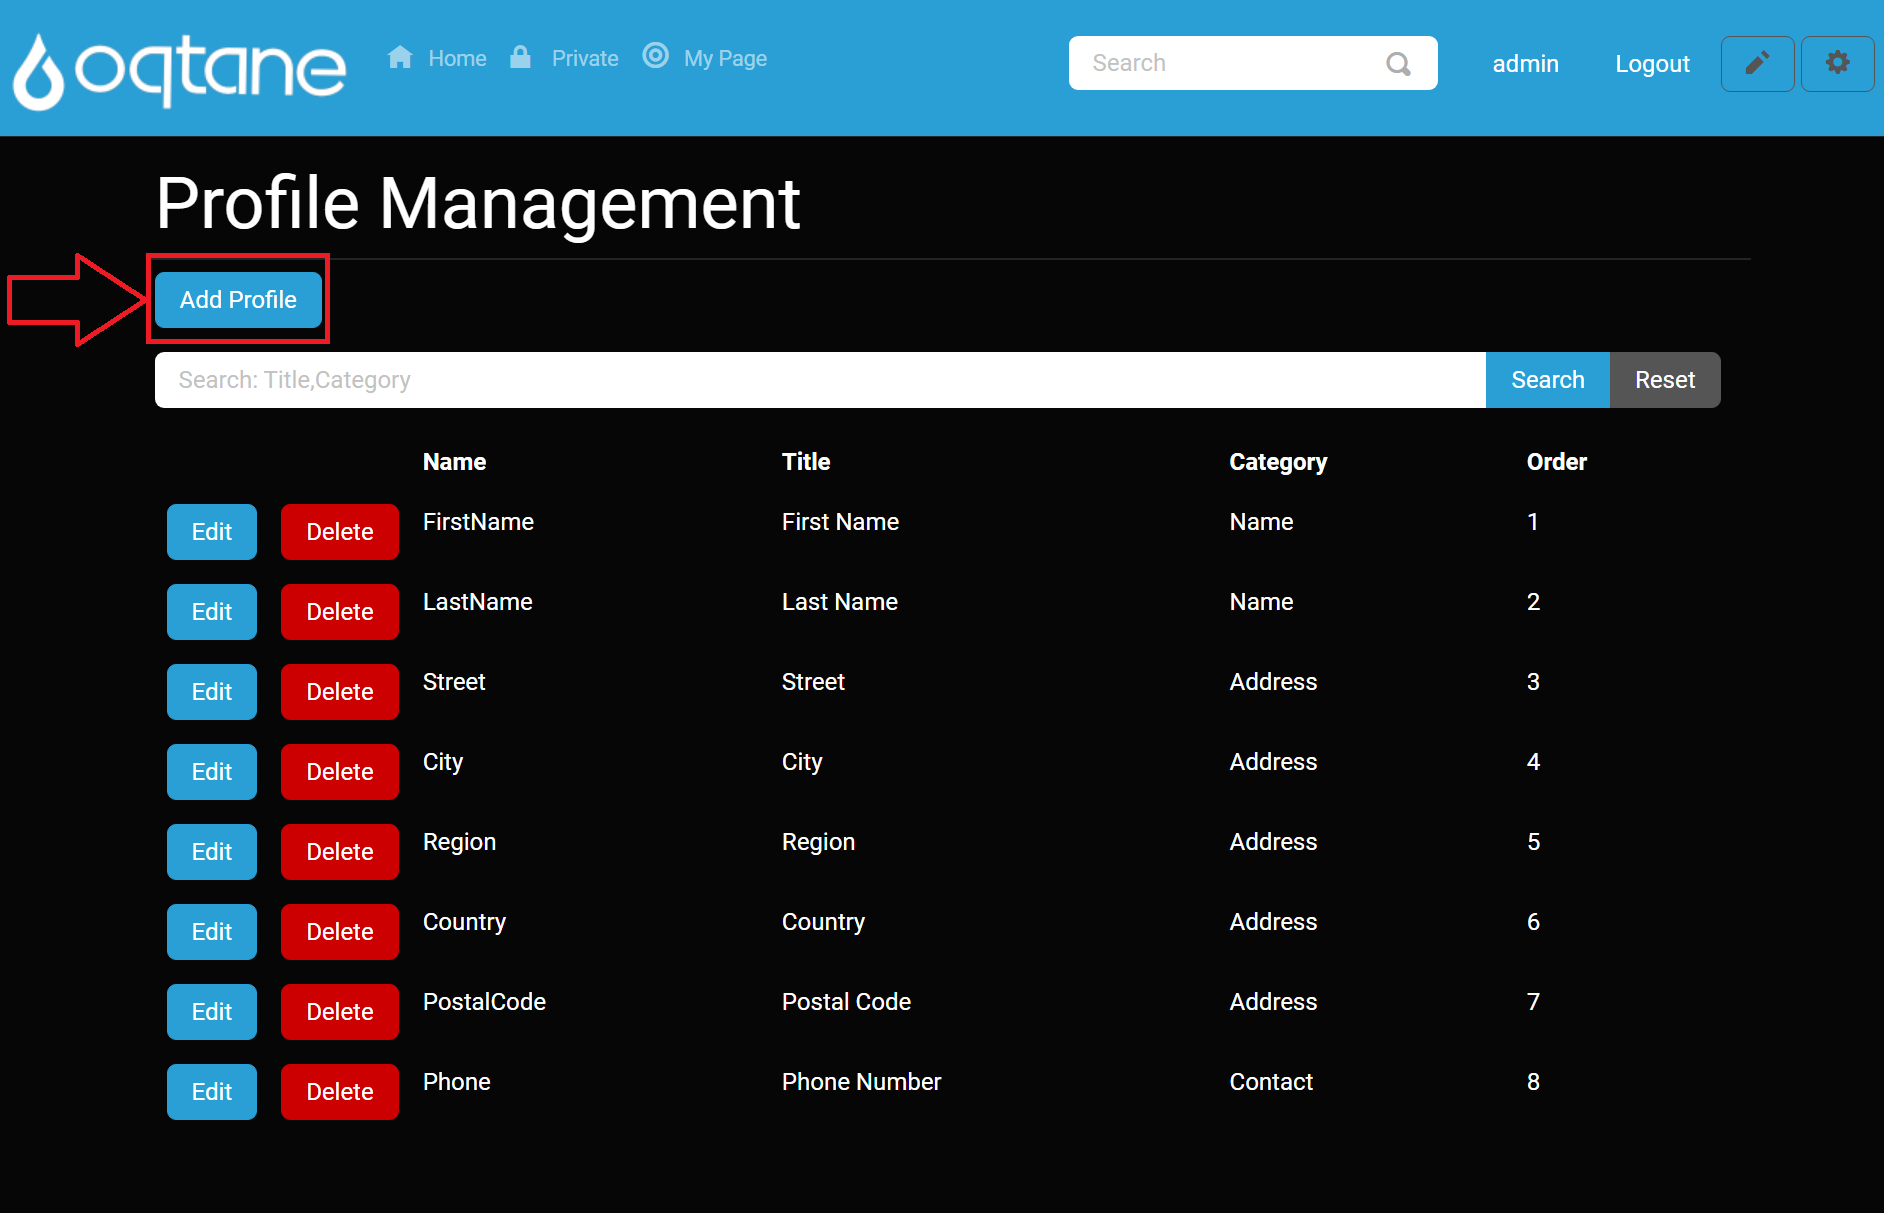 oqtane Home Private My Page Search admin Logout
Profile Management
Add Profile
Search: Title,Category Search Reset
Name Title Category Order
Edit Delete FirstName First Name Name 1
Edit Delete LastName Last Name Name 2
Edit Delete Street Street Address 3
Edit Delete City City Address 4
Edit Delete Region Region Address 5
Edit Delete Country Country Address 6
Edit Delete PostalCode Postal Code Address 7
Edit Delete Phone Phone Number Contact 8